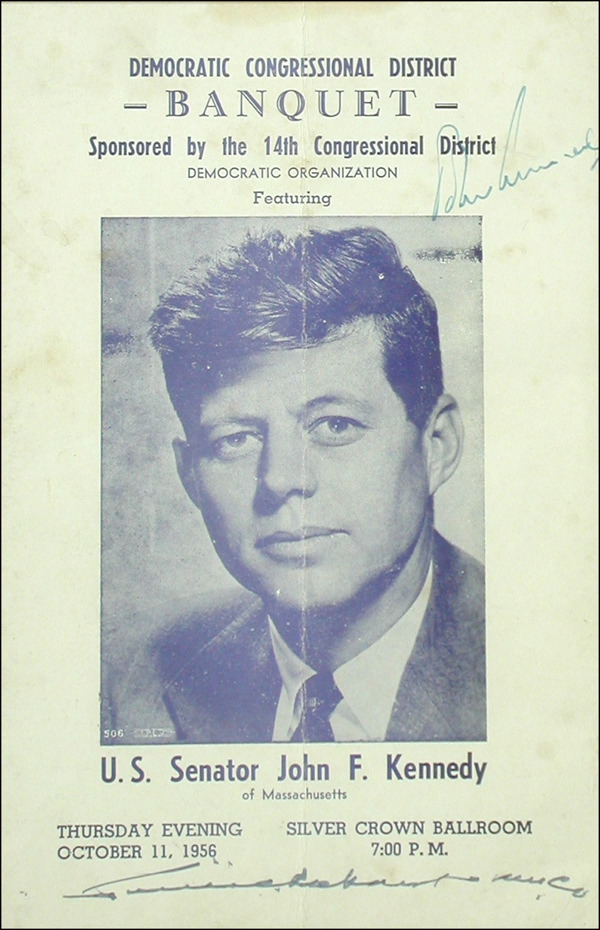 DEMOCRATIC CONGRESSIONAL DISTRICT
– BANQUET –
Sponsored by the 14th Congressional District
DEMOCRATIC ORGANIZATION
Featuring
506
U. S. Senator John F. Kennedy
of Massachusetts
THURSDAY EVENING SILVER CROWN BALLROOM
OCTOBER 11, 1956 7:00 P. M.